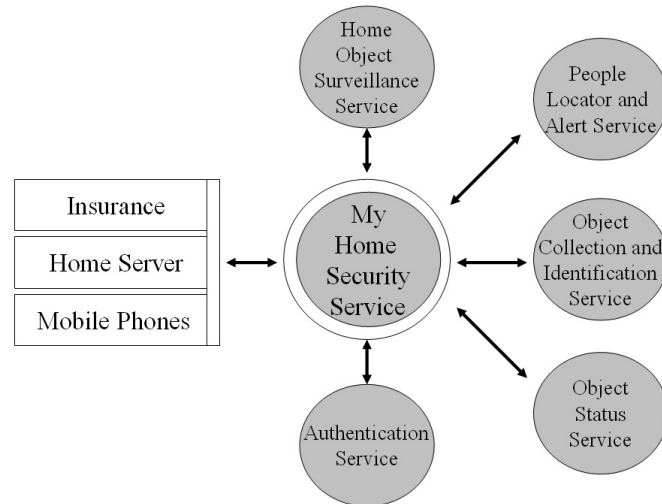 Home
Object
Surveillance
Service
People
Locator and
Alert Service
Insurance
Home Server
Mobile Phones
My
Home
Security
Service
Object
Collection and
Identification
Service
Authentication
Service
Object
Status
Service